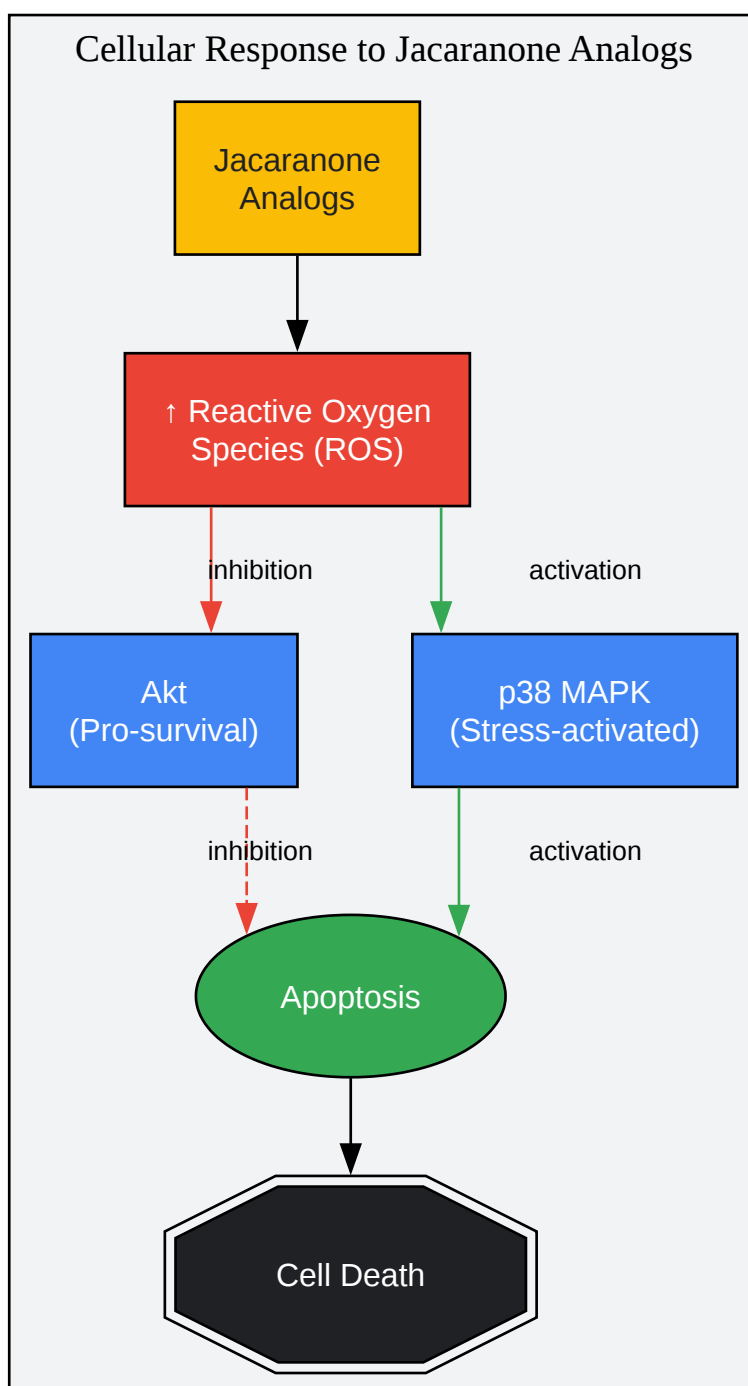 Cellular Response to Jacaranone Analogs
Jacaranone
Analogs
↑ Reactive Oxygen
Species (ROS)
inhibition
activation
Akt
(Pro-survival)
p38 MAPK
(Stress-activated)
inhibition
activation
Apoptosis
Cell Death